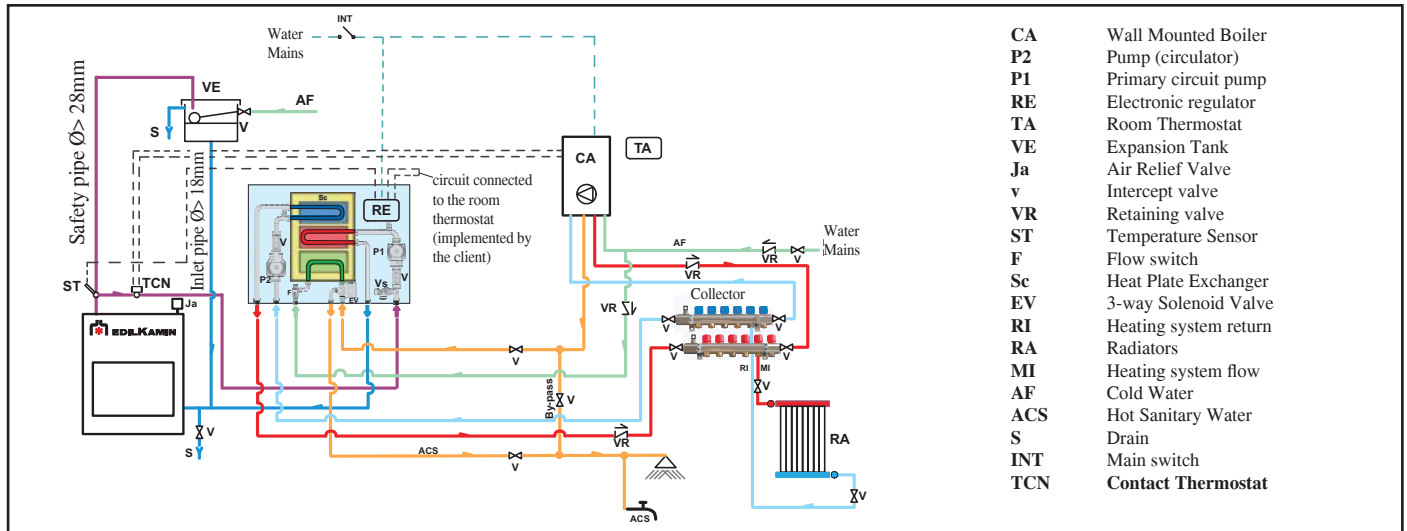 INT
Water
Mains
Safety pipe Ø> 28mm
VE
AF
V
S
CA
TA
Inlet pipe Ø> 18mm
Sc
RE
circuit connected
to the room
thermostat
(implemented by
the client)
V
P1
P2
V
Vs
F
EV
AF
VR
V
Water
Mains
VR
ST
TCN
Ja
EDILKAMIN
VR
Collector
V
V
V
V
V
RI
MI
V
By-pass
V
V
S
VR
ACS
V
RA
V
ACS
CA Wall Mounted Boiler
P2 Pump (circulator)
P1 Primary circuit pump
RE Electronic regulator
TA Room Thermostat
VE Expansion Tank
Ja Air Relief Valve
v Intercept valve
VR Retaining valve
ST Temperature Sensor
F Flow switch
Sc Heat Plate Exchanger
EV 3-way Solenoid Valve
RI Heating system return
RA Radiators
MI Heating system flow
AF Cold Water
ACS Hot Sanitary Water
S Drain
INT Main switch
TCN Contact Thermostat